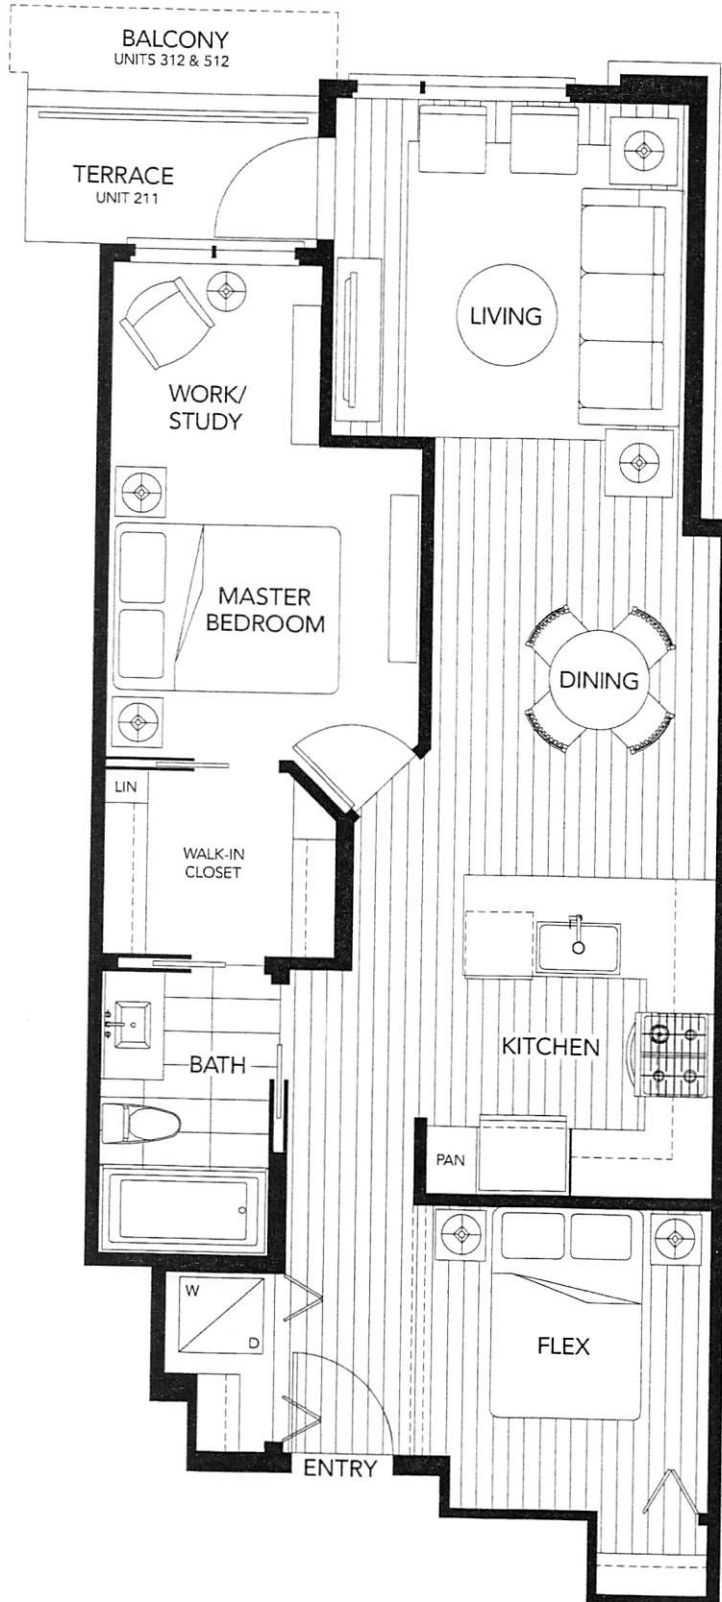 BALCONY
UNITS 312 & 512
TERRACE
UNIT 211
LIVING
WORK/
STUDY
MASTER
BEDROOM
DINING
LIN
WALK-IN
CLOSET
BATH
KITCHEN
PAN
W
D
FLEX
ENTRY